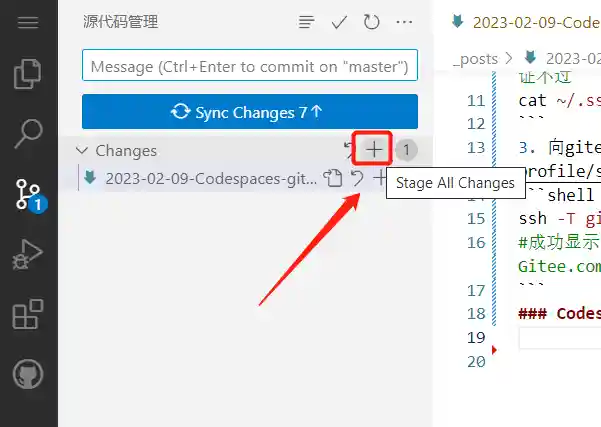 源代码管理
Message (Ctrl+Enter to commit on "master")
Sync Changes 7↑
Changes
1
2023-02-09-Codespaces-git...
Stage All Changes
1
2023-02-09-Code
_posts
2023-02
证不过
11 cat ~/.ss
12 ```
13 3. 向gite
profile/s
```shell
15 ssh -T gi
16 #成功显示
Gitee.com
17 ```
18 ### Codes
19
20